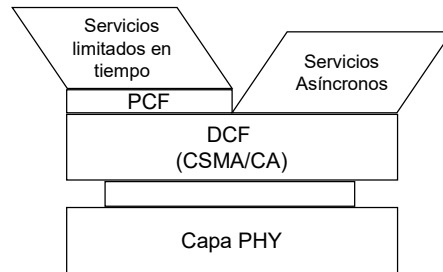 Servicios
limitados en
tiempo
Servicios
Asíncronos
PCF
DCF
(CSMA/CA)
Capa PHY